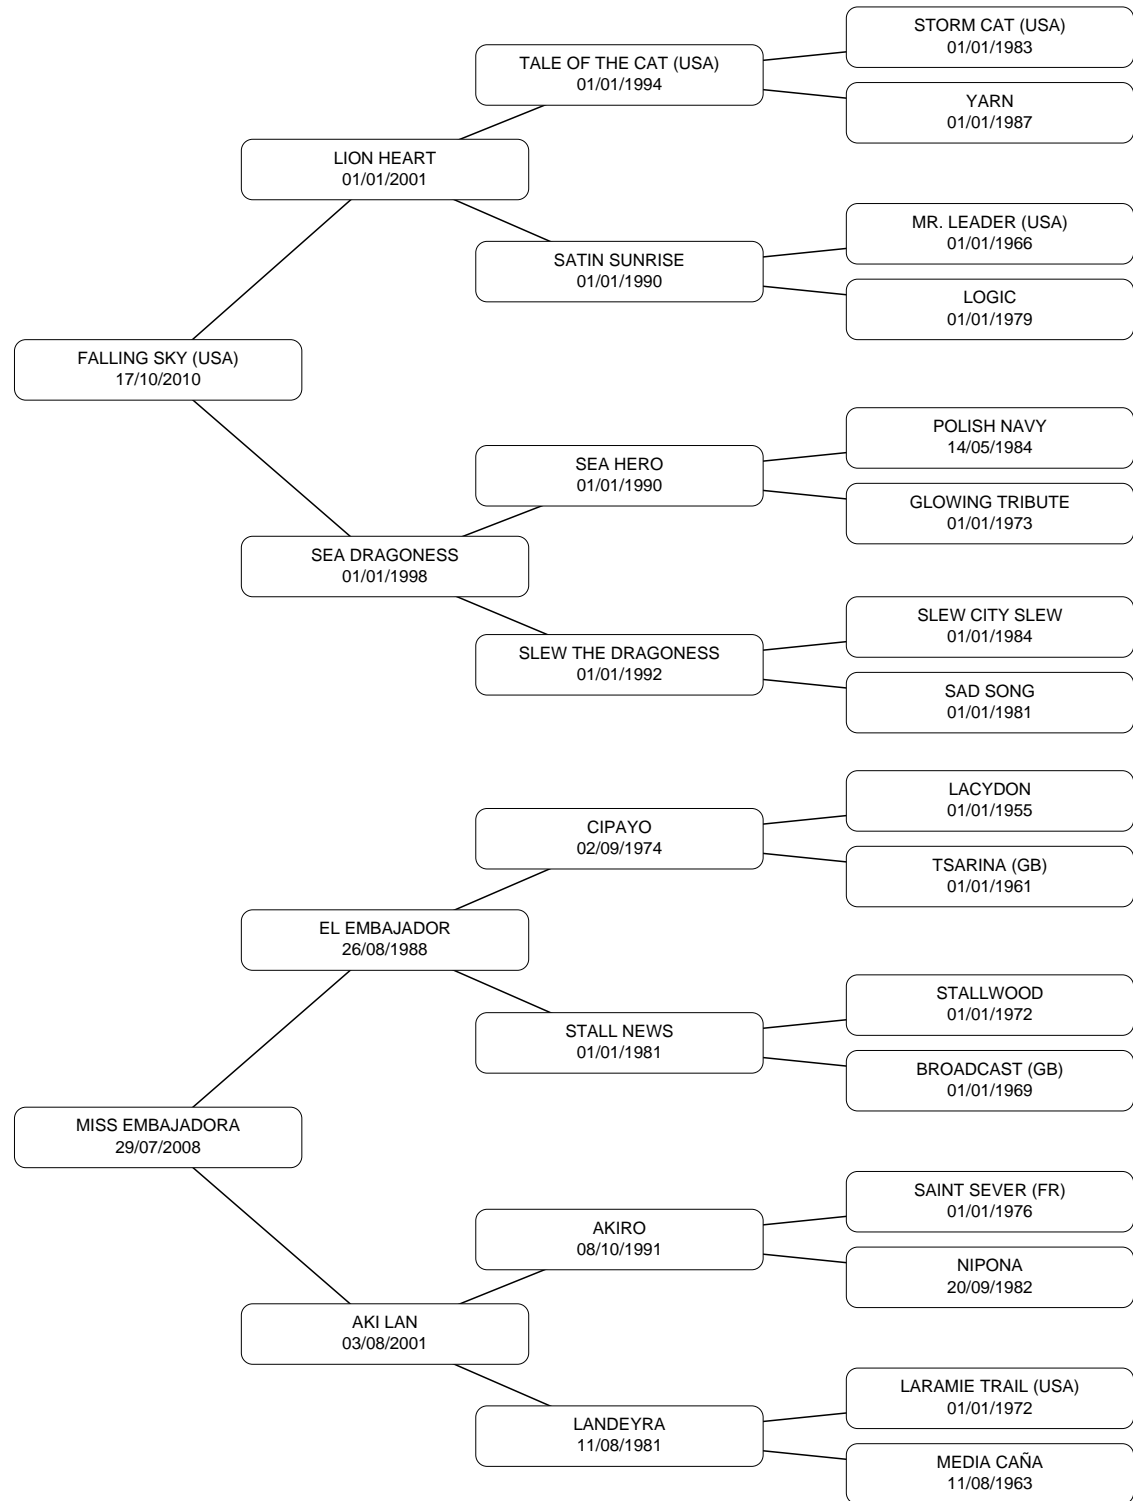 STORM CAT (USA)
01/01/1983
TALE OF THE CAT (USA)
01/01/1994
YARN
01/01/1987
LION HEART
01/01/2001
MR. LEADER (USA)
01/01/1966
SATIN SUNRISE
01/01/1990
LOGIC
01/01/1979
FALLING SKY (USA)
17/10/2010
POLISH NAVY
14/05/1984
SEA HERO
01/01/1990
GLOWING TRIBUTE
01/01/1973
SEA DRAGONESS
01/01/1998
SLEW CITY SLEW
01/01/1984
SLEW THE DRAGONESS
01/01/1992
SAD SONG
01/01/1981
LACYDON
01/01/1955
CIPAYO
02/09/1974
TSARINA (GB)
01/01/1961
EL EMBAJADOR
26/08/1988
STALLWOOD
01/01/1972
STALL NEWS
01/01/1981
BROADCAST (GB)
01/01/1969
MISS EMBAJADORA
29/07/2008
SAINT SEVER (FR)
01/01/1976
AKIRO
08/10/1991
NIPONA
20/09/1982
AKI LAN
03/08/2001
LARAMIE TRAIL (USA)
01/01/1972
LANDEYRA
11/08/1981
MEDIA CAÑA
11/08/1963